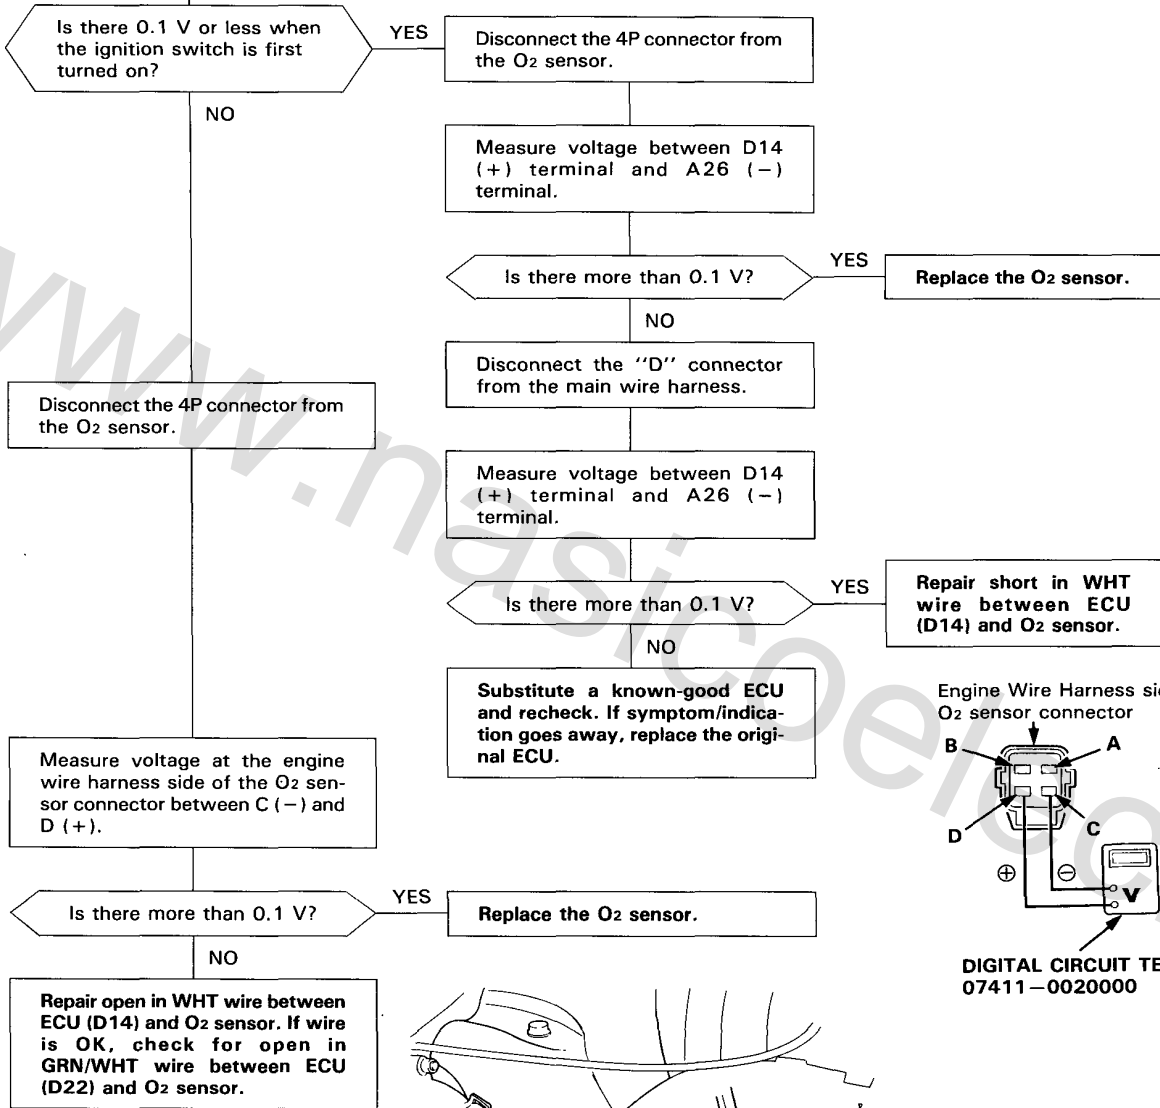 Is there 0.1 V or less when
the ignition switch is first
turned on?
YES
NO
Disconnect the 4P connector from
the O2 sensor.
Measure voltage between D14
(+) terminal and A26 (−)
terminal.
Is there more than 0.1 V?
YES
Replace the O2 sensor.
NO
Disconnect the "D" connector
from the main wire harness.
Measure voltage between D14
(+) terminal and A26 (−)
terminal.
Is there more than 0.1 V?
YES
Repair short in WHT
wire between ECU
(D14) and O2 sensor.
NO
Substitute a known-good ECU
and recheck. If symptom/indica-
tion goes away, replace the origi-
nal ECU.
Disconnect the 4P connector from
the O2 sensor.
Measure voltage at the engine
wire harness side of the O2 sen-
sor connector between C (−) and
D (+).
Is there more than 0.1 V?
YES
Replace the O2 sensor.
NO
Repair open in WHT wire between
ECU (D14) and O2 sensor. If wire
is OK, check for open in
GRN/WHT wire between ECU
(D22) and O2 sensor.
Engine Wire Harness si
O2 sensor connector
B
A
D
C
⊕
⊖
V
DIGITAL CIRCUIT TE
07411−0020000
www.nasicoelec